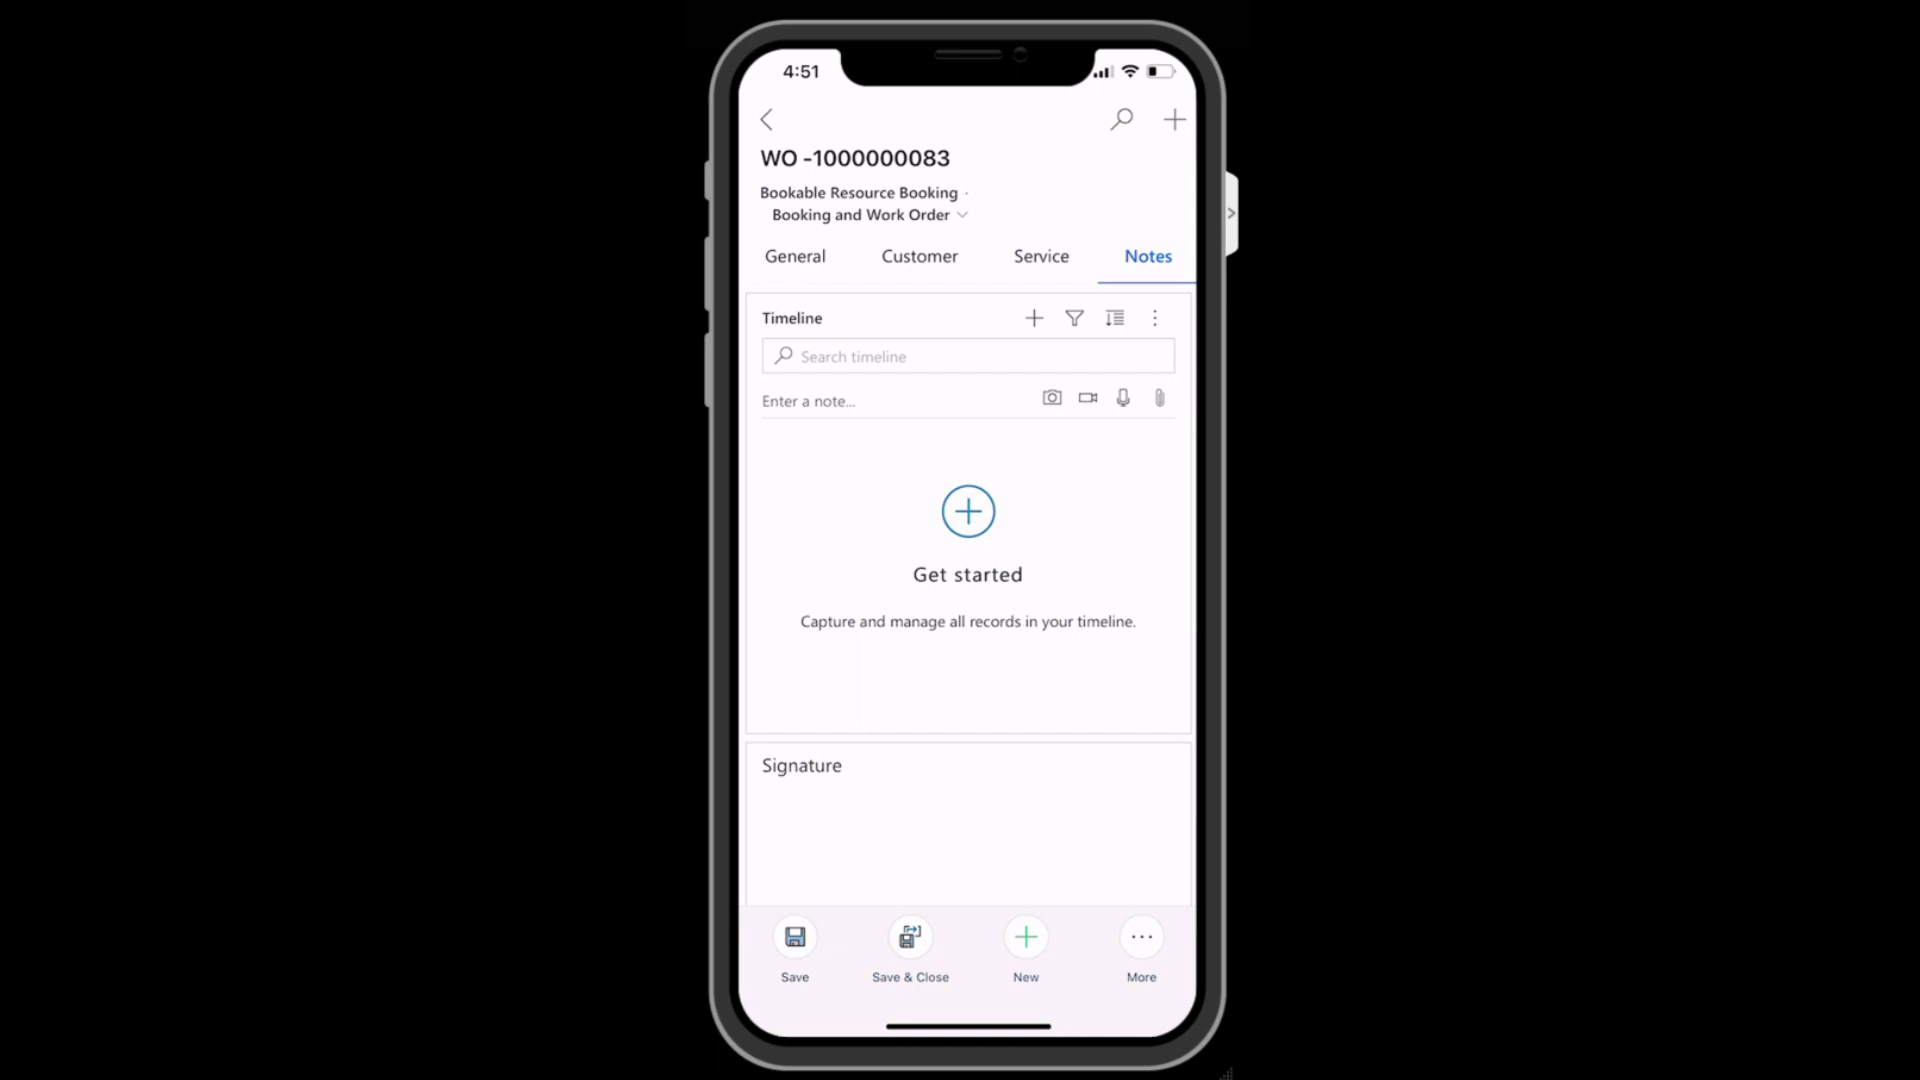 4:51
WO -1000000083
Bookable Resource Booking ·
Booking and Work Order
General Customer Service Notes
Timeline
Search timeline
Enter a note...
Get started
Capture and manage all records in your timeline.
Signature
Save Save & Close New More